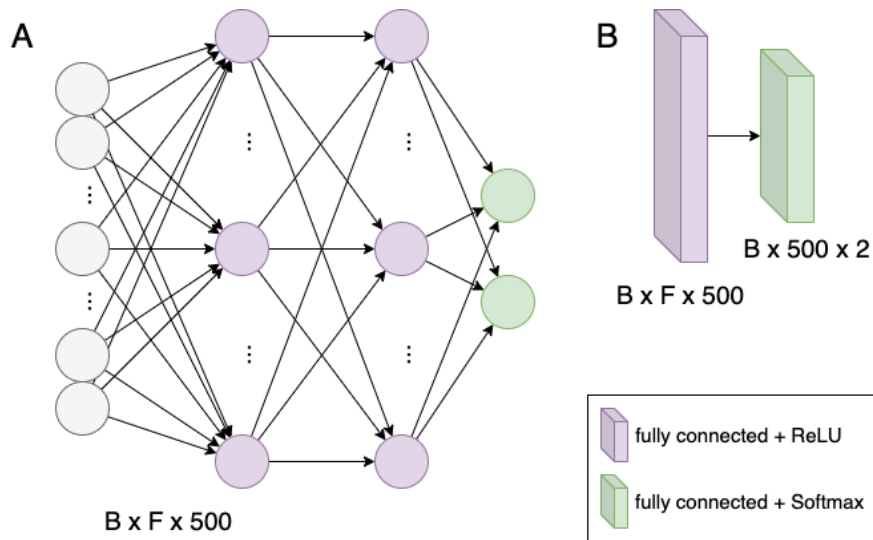 A
B x F x 500
B
B x F x 500
B x 500 x 2
fully connected + ReLU
fully connected + Softmax